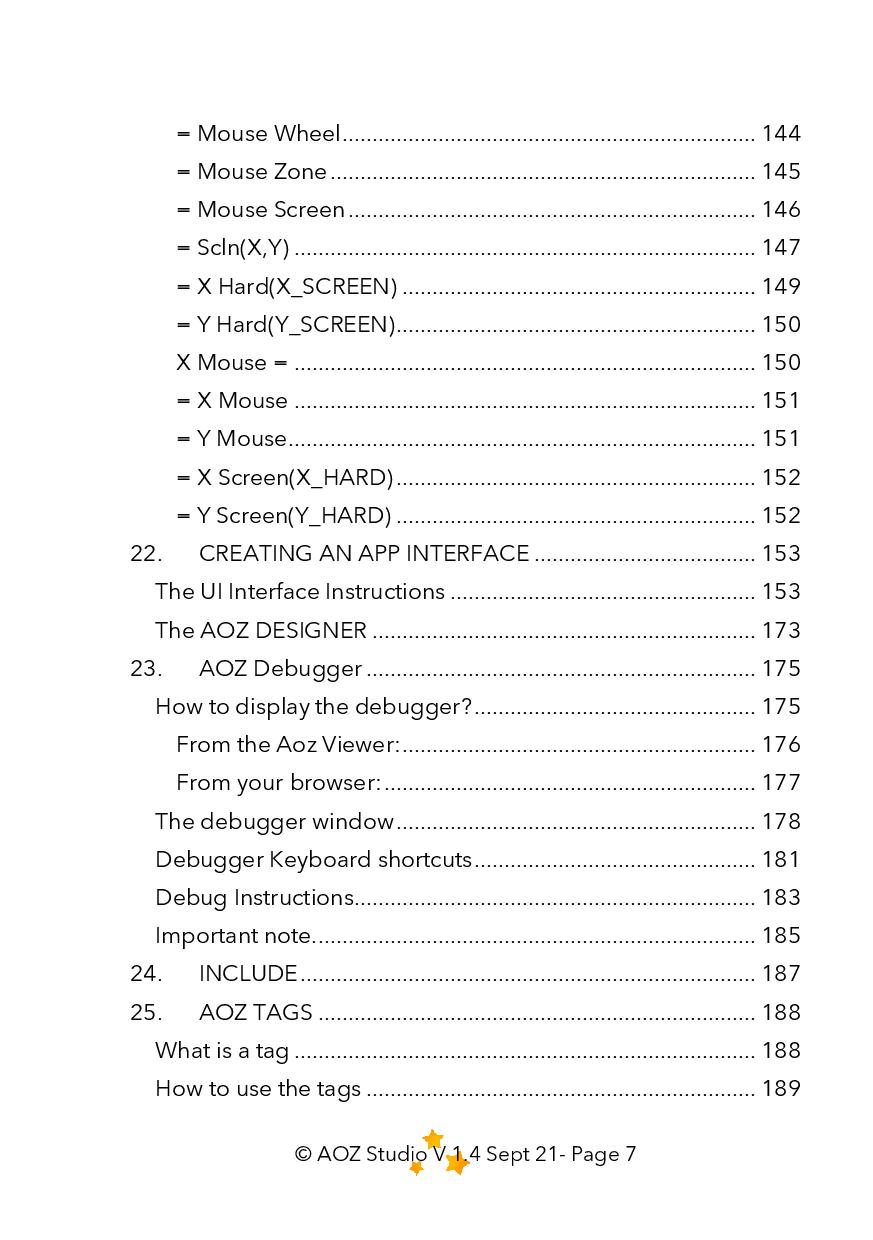 = Mouse Wheel........................................................................ 144
= Mouse Zone........................................................................ 145
= Mouse Screen........................................................................ 146
= Scln(X,Y)........................................................................ 147
= X Hard(X_SCREEN)........................................................................ 149
= Y Hard(Y_SCREEN)........................................................................ 150
X Mouse =........................................................................ 150
= X Mouse........................................................................ 151
= Y Mouse........................................................................ 151
= X Screen(X_HARD)........................................................................ 152
= Y Screen(Y_HARD)........................................................................ 152
22. CREATING AN APP INTERFACE........................................................................ 153
The UI Interface Instructions........................................................................ 153
The AOZ DESIGNER........................................................................ 173
23. AOZ Debugger........................................................................ 175
How to display the debugger?........................................................................ 175
From the Aoz Viewer:........................................................................ 176
From your browser:........................................................................ 177
The debugger window........................................................................ 178
Debugger Keyboard shortcuts........................................................................ 181
Debug Instructions........................................................................ 183
Important note........................................................................ 185
24. INCLUDE........................................................................ 187
25. AOZ TAGS........................................................................ 188
What is a tag........................................................................ 188
How to use the tags........................................................................ 189
© AOZ Studio V 1.4 Sept 21- Page 7